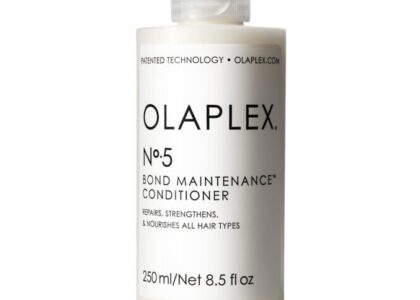 PATENTED TECHNOLOGY • OLAPLEX.COM
OLAPLEX®
Nº.5
BOND MAINTENANCE™
CONDITIONER
REPAIRS, STRENGTHENS,
& NOURISHES ALL HAIR TYPES
250 ml/Net 8.5 fl oz